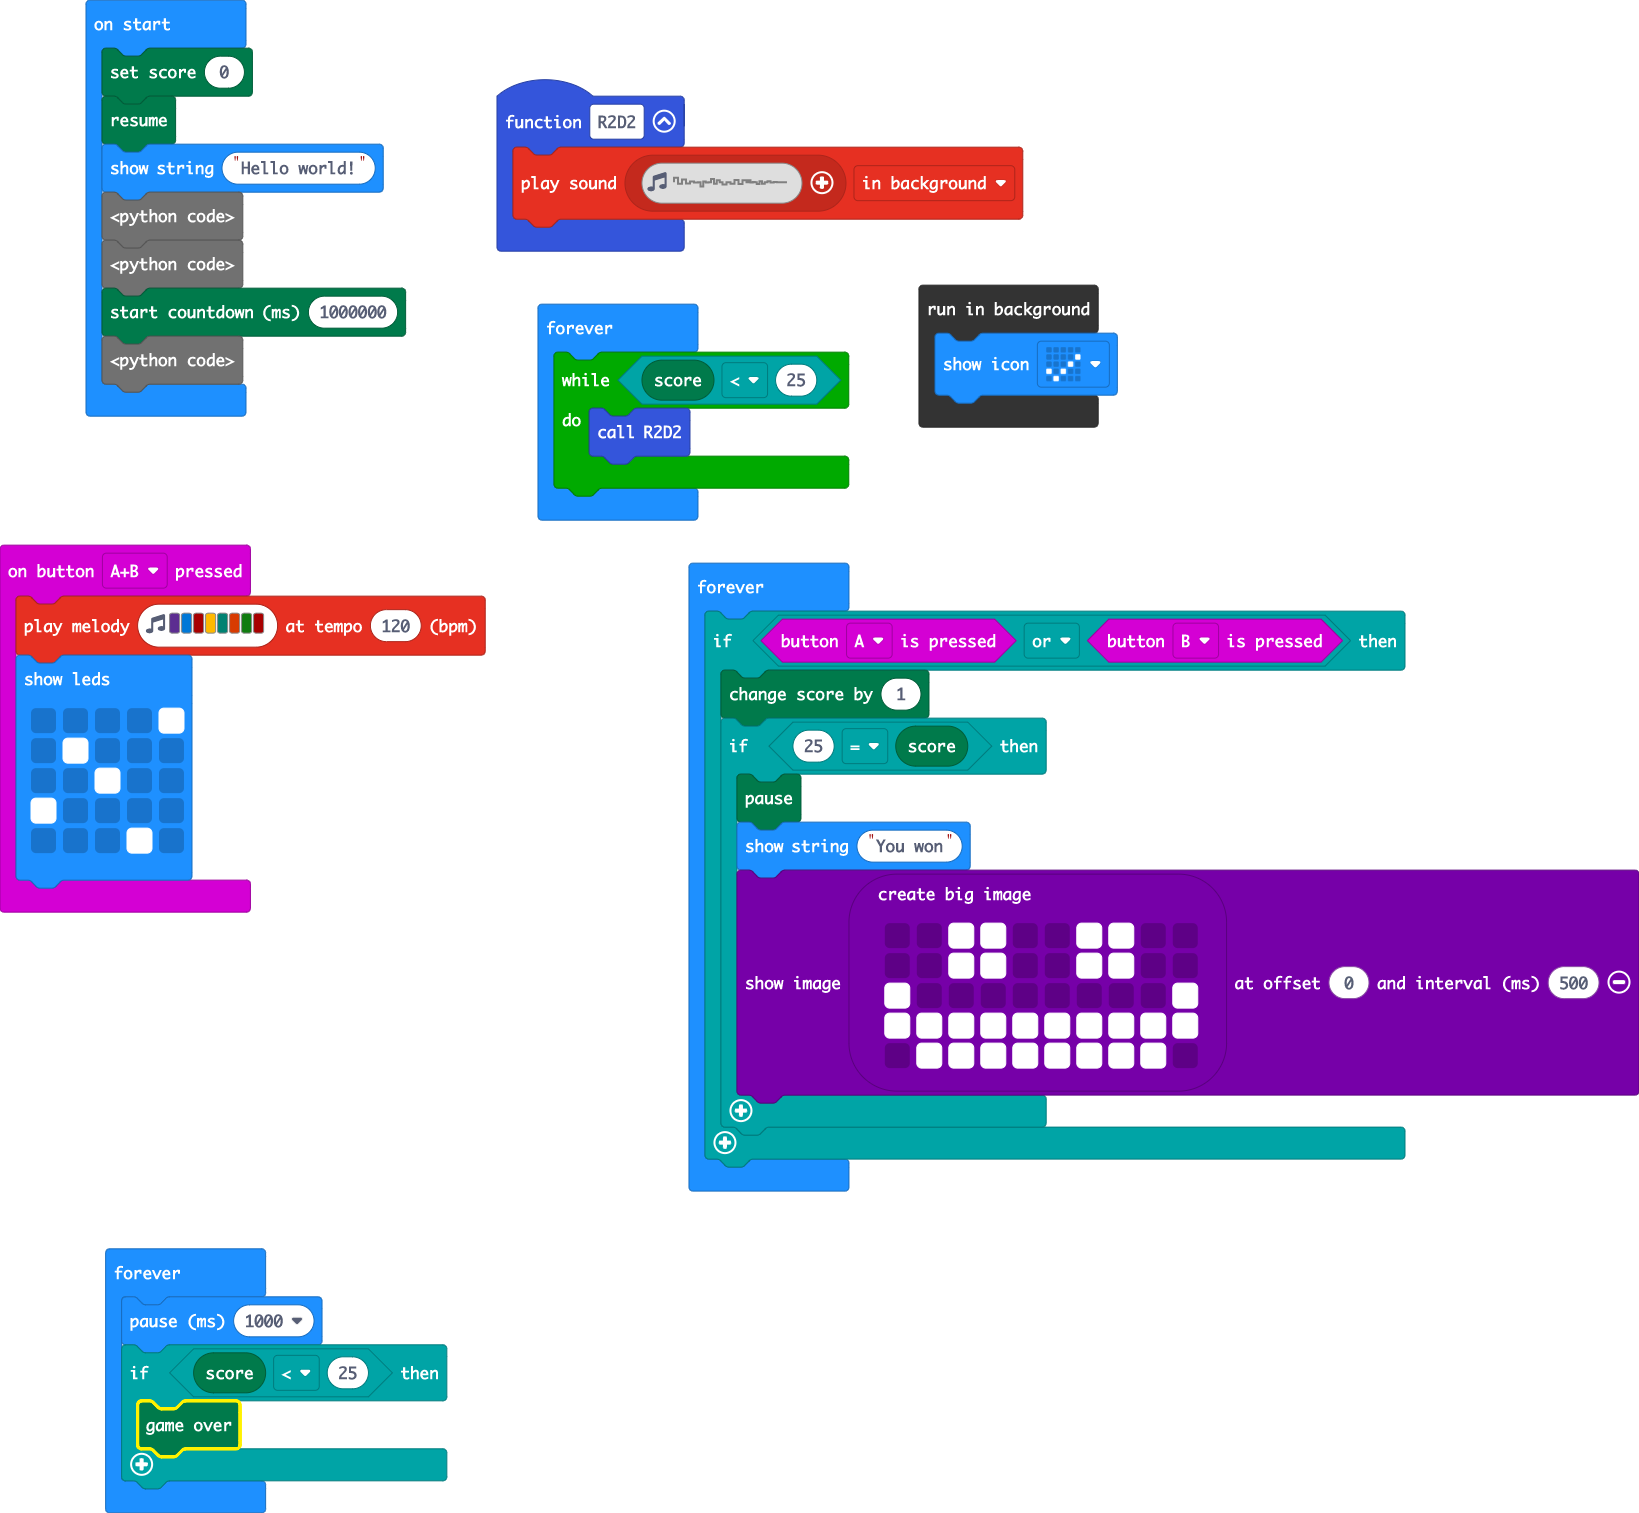 on start
set score 0
resume
show string "Hello world!"
<python code>
<python code>
start countdown (ms) 1000000
<python code>
function R2D2
play sound in background
forever
while score < 25
do call R2D2
run in background
show icon
on button A+B pressed
play melody at tempo 120 (bpm)
show leds
forever
if button A is pressed or button B is pressed then
change score by 1
if 25 = score then
pause
show string "You won"
create big image
show image at offset 0 and interval (ms) 500
forever
pause (ms) 1000
if score < 25 then
game over